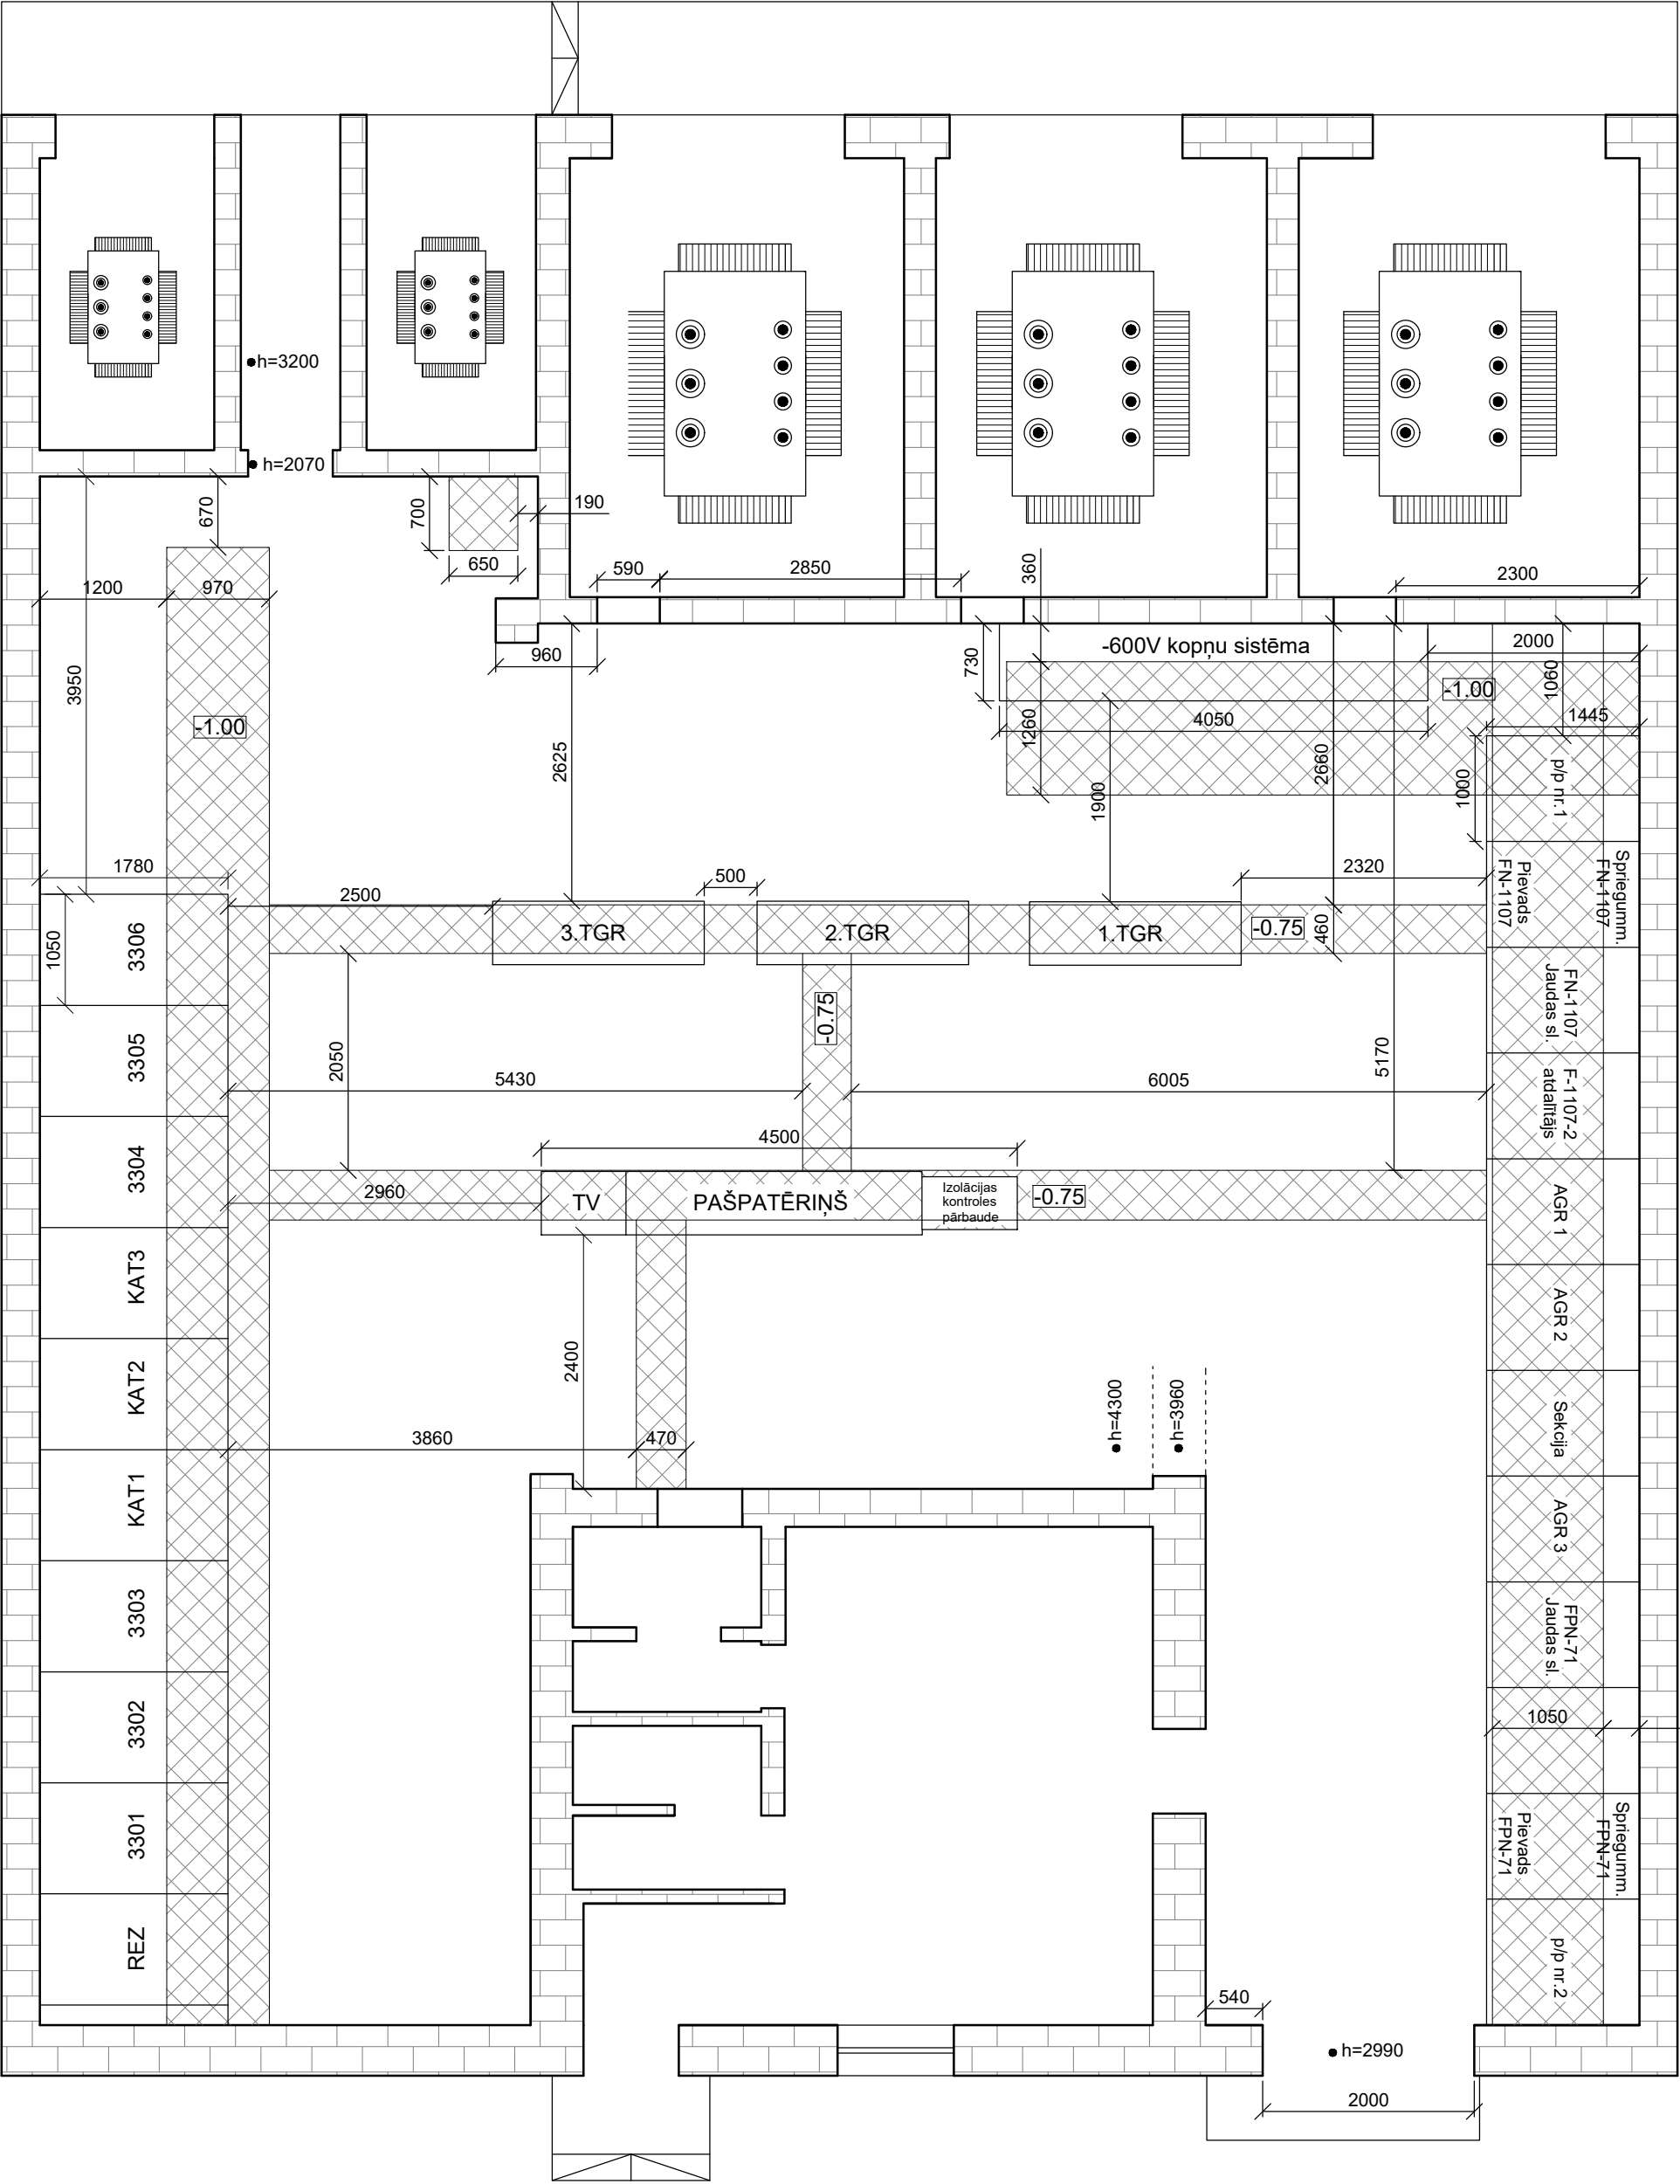 h=3200
h=2070
670
700
190
650
590
2850
360
2300
1200
970
3950
960
730
-600V kopņu sistēma
2000
1060
-1.00
-1.00
1445
4050
1260
2625
2660
1900
1000
p/p nr.1
1780
500
2320
2500
Pievads
FN-1107
Spriegumm.
FN-1107
1050
3306
3.TGR
2.TGR
1.TGR
-0.75
460
FN-1107
Jaudas sl.
-0.75
3305
2050
5430
6005
5170
F-1107-2
atdalītājs
4500
3304
2960
TV
PAŠPATĒRIŅŠ
Izolācijas
kontroles
pārbaude
-0.75
AGR 1
KAT3
AGR 2
2400
KAT2
h=4300
h=3960
Sekcija
3860
470
KAT1
AGR 3
3303
FPN-71
Jaudas sl.
3302
1050
3301
Pievads
FPN-71
Spriegumm.
FPN-71
REZ
p/p nr.2
540
h=2990
2000